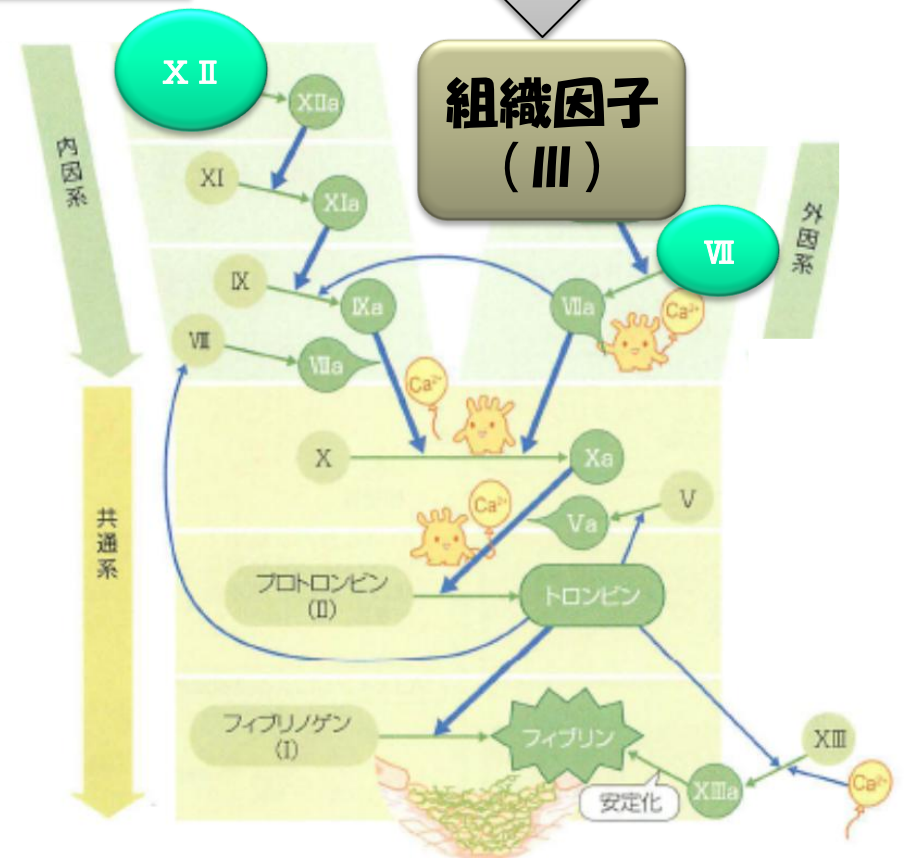 ⅩⅡ
組織因子
(Ⅲ)
内因系
外因系
XIIa
XI
XIa
Ⅶ
IX
IXa
VIIa
Ca²⁺
VIII
VIIIa
Ca²⁺
X
Xa
共通系
Ca²⁺
V
Va
プロトロンビン
(II)
トロンビン
フィブリノゲン
(I)
フィブリン
XIII
安定化
XIIIa
Ca²⁺